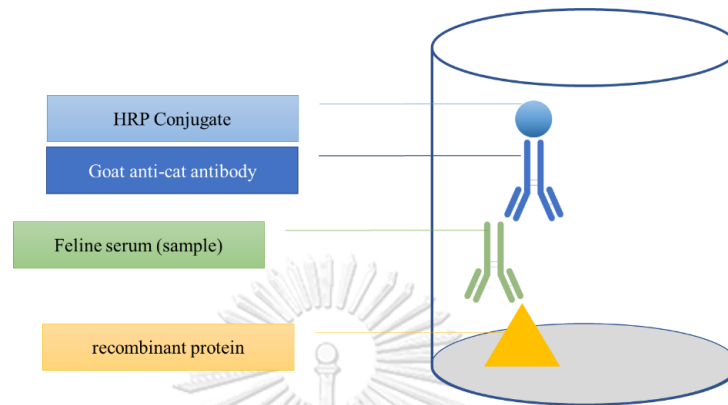 HRP Conjugate
Goat anti-cat antibody
Feline serum (sample)
recombinant protein